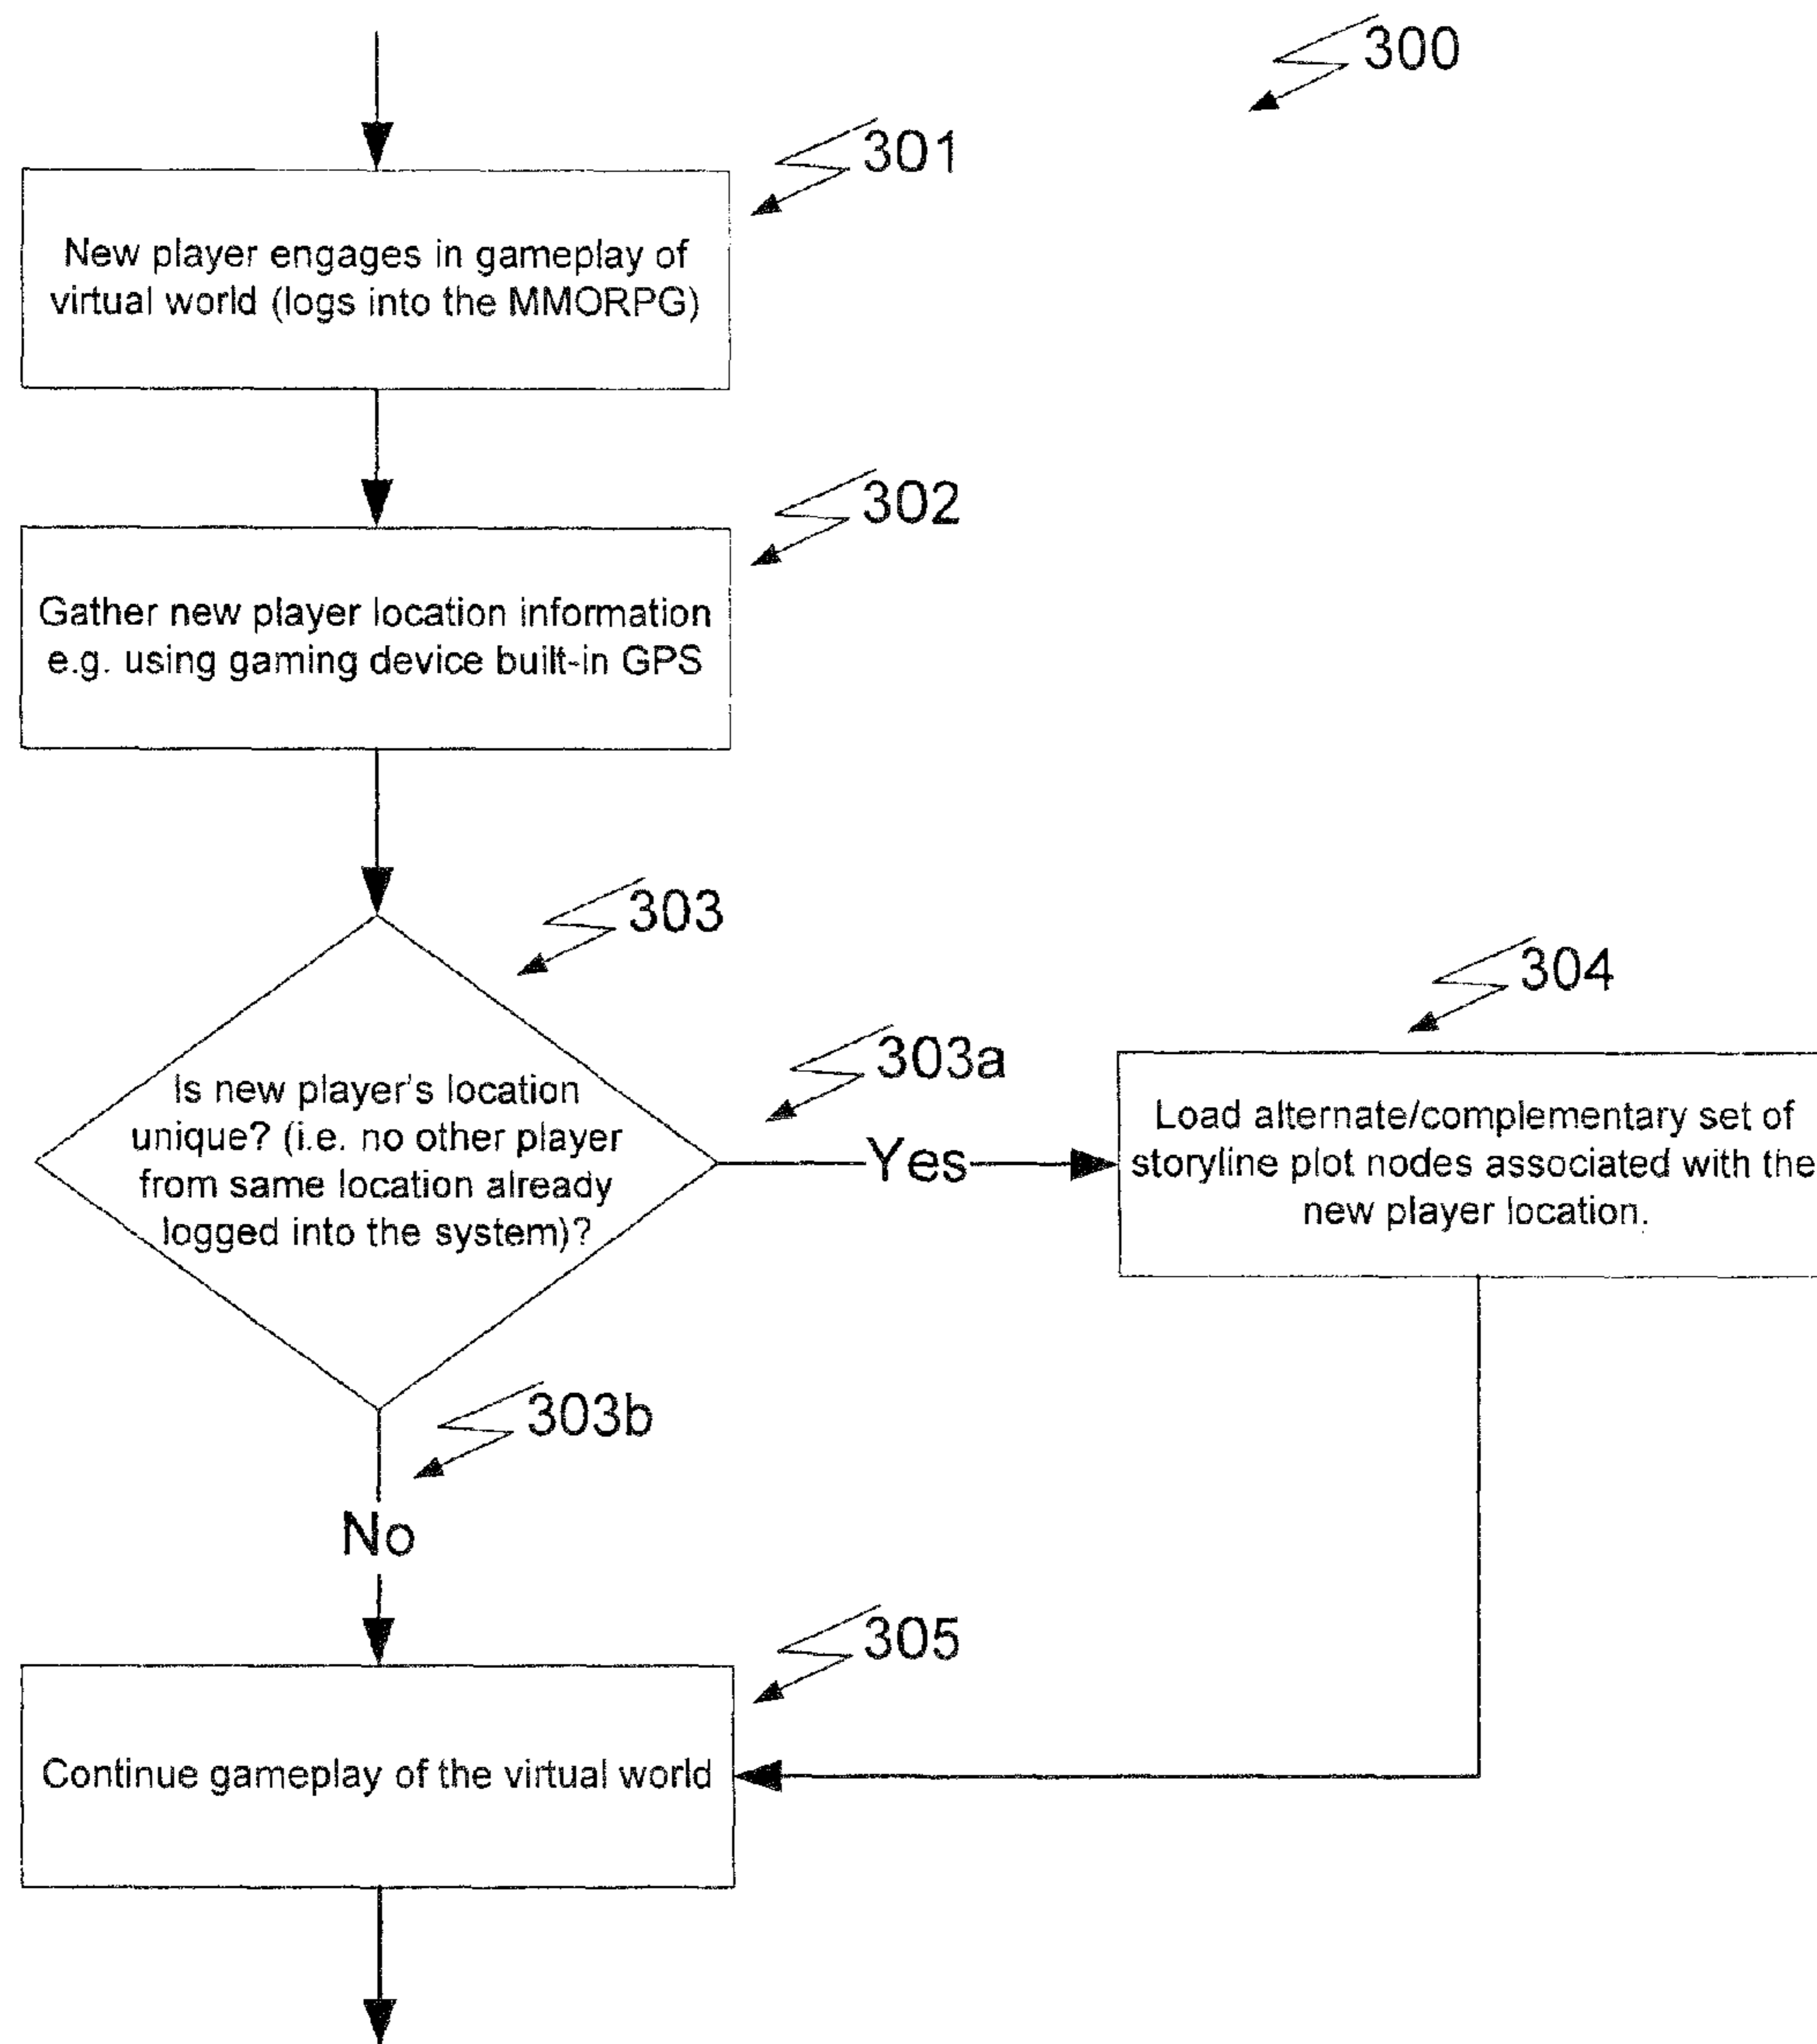 300
301
New player engages in gameplay of
virtual world (logs into the MMORPG)
302
Gather new player location information
e.g. using gaming device built-in GPS
303
Is new player's location
unique? (i.e. no other player
from same location already
logged into the system)?
303a
Yes
304
Load alternate/complementary set of
storyline plot nodes associated with the
new player location.
303b
No
305
Continue gameplay of the virtual world